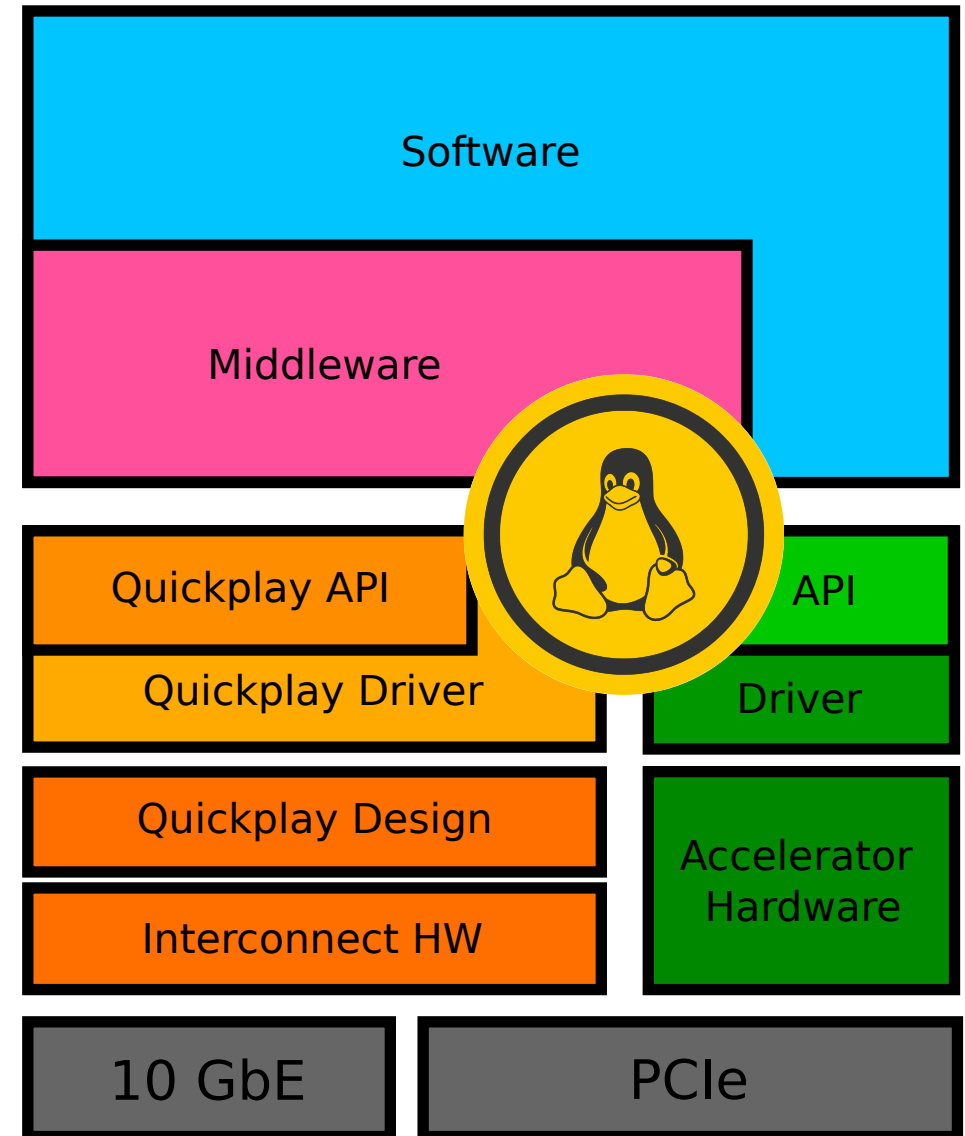 Software
Middleware
Quickplay API
API
Quickplay Driver
Driver
Quickplay Design
Accelerator
Hardware
Interconnect HW
10 GbE
PCIe